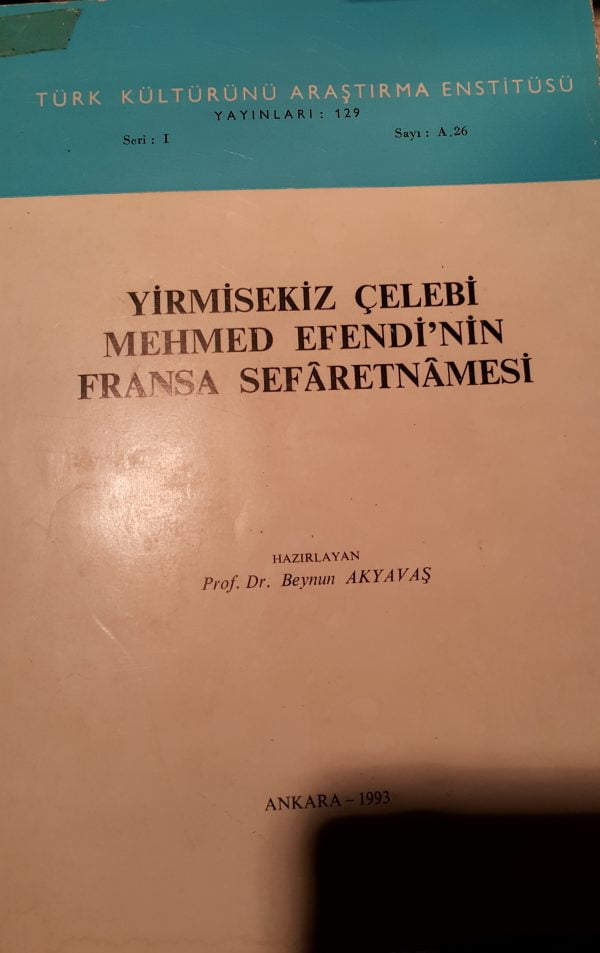 TÜRK KÜLTÜRÜNÜ ARAŞTIRMA ENSTİTÜSÜ
YAYINLARI : 129
Seri : I Sayı : A.26
YİRMİSEKİZ ÇELEBİ
MEHMED EFENDİ'NİN
FRANSA SEFÂRETNÂMESİ
HAZIRLAYAN
Prof. Dr. Beynun AKYAVAŞ
ANKARA – 1993